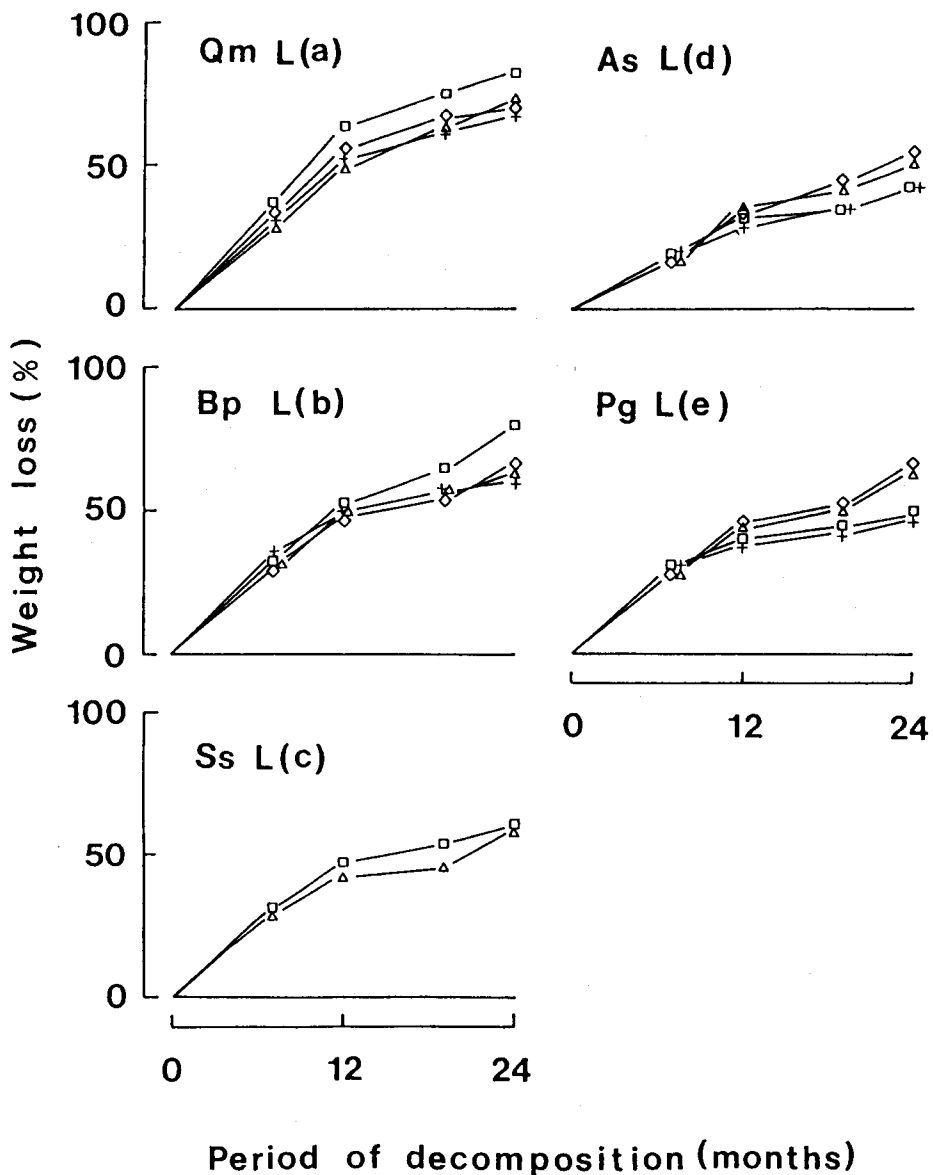 100
50
0
Qm L(a)
As L(d)
100
50
0
Bp L(b)
Pg L(e)
0 12 24
100
50
0
Ss L(c)
0 12 24
Weight loss (%)
Period of decomposition (months)